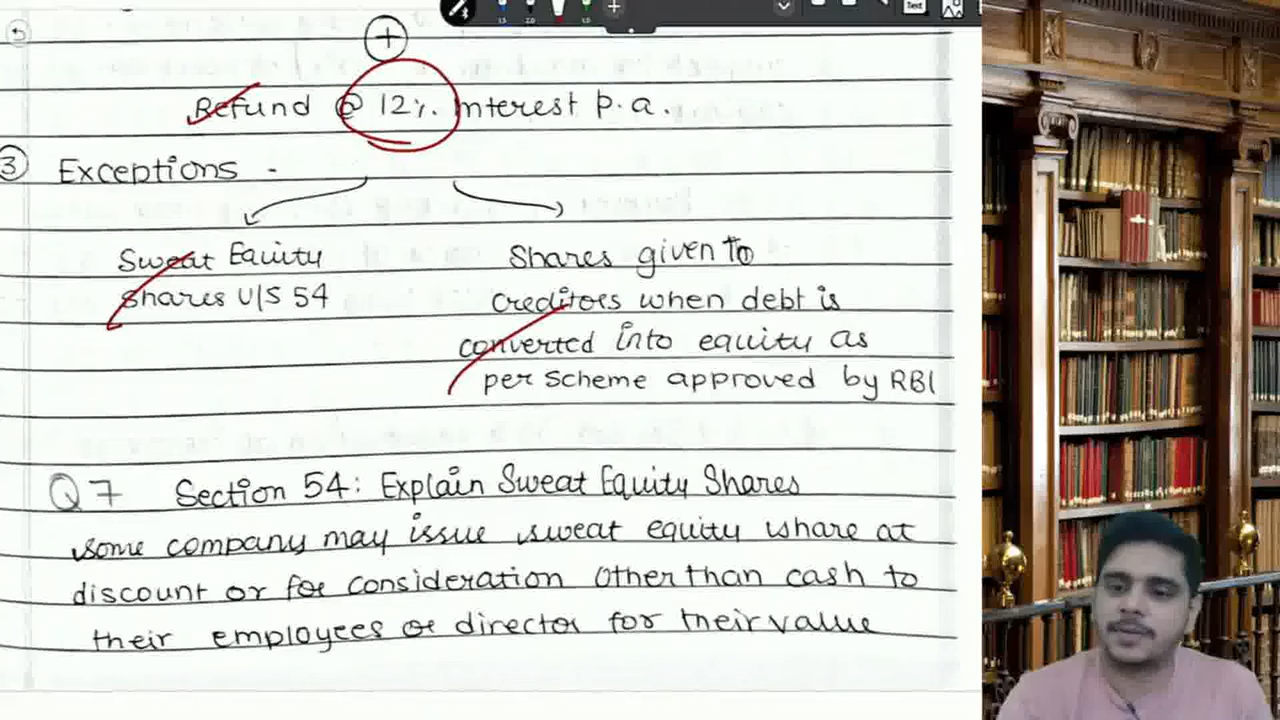 +
Refund @ 12%. Interest p.a.
3 Exceptions -
Sweat Equity
Shares U/S 54
Shares given to
Creditors when debt is
converted into equity as
per Scheme approved by RBI
Q7 Section 54: Explain Sweat Equity Shares
some company may issue sweat equity share at
discount or for consideration other than cash to
their employees or director for their value